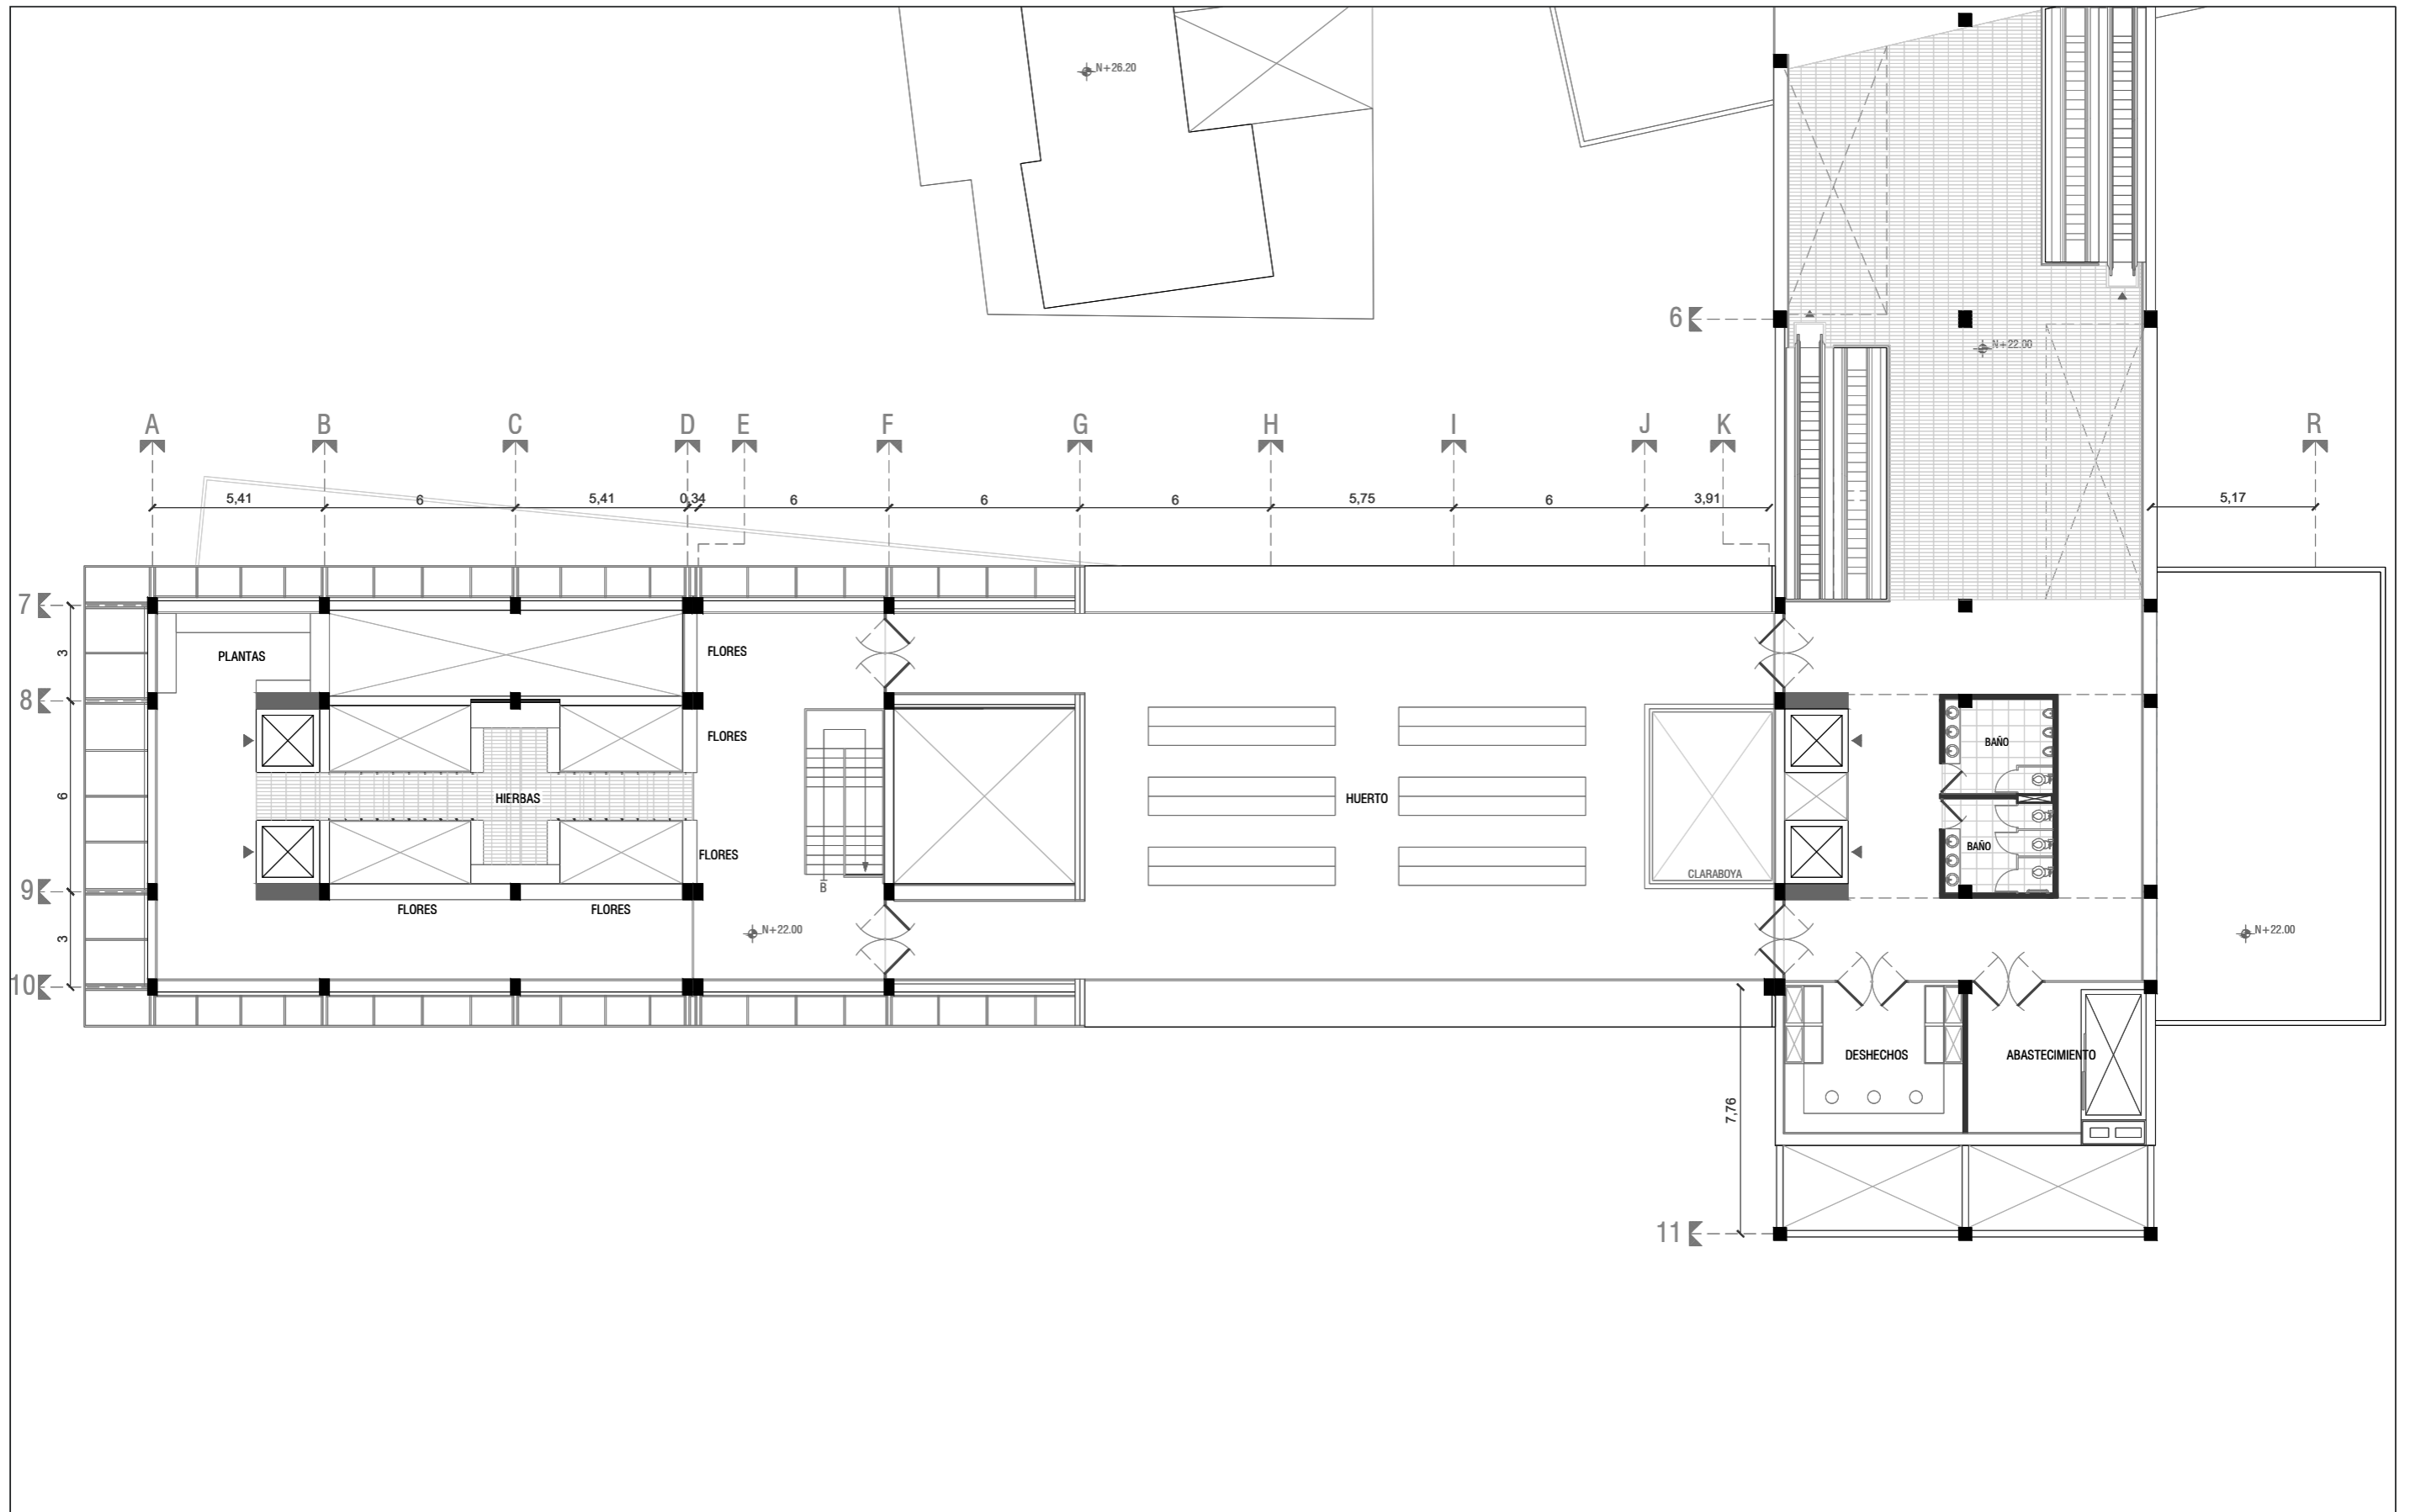 N+26.20
6
N+22.00
A B C D E F G H I J K R
5,41 6 5,41 0,34 6 6 6 5,75 6 3,91 5,17
7
3
PLANTAS
FLORES
8
FLORES
BAÑO
6
HIERBAS
HUERTO
BAÑO
FLORES
CLARABOYA
9
B
FLORES
FLORES
3
N+22.00
N+22.00
10
DESHECHOS
ABASTECIMIENTO
7,76
11